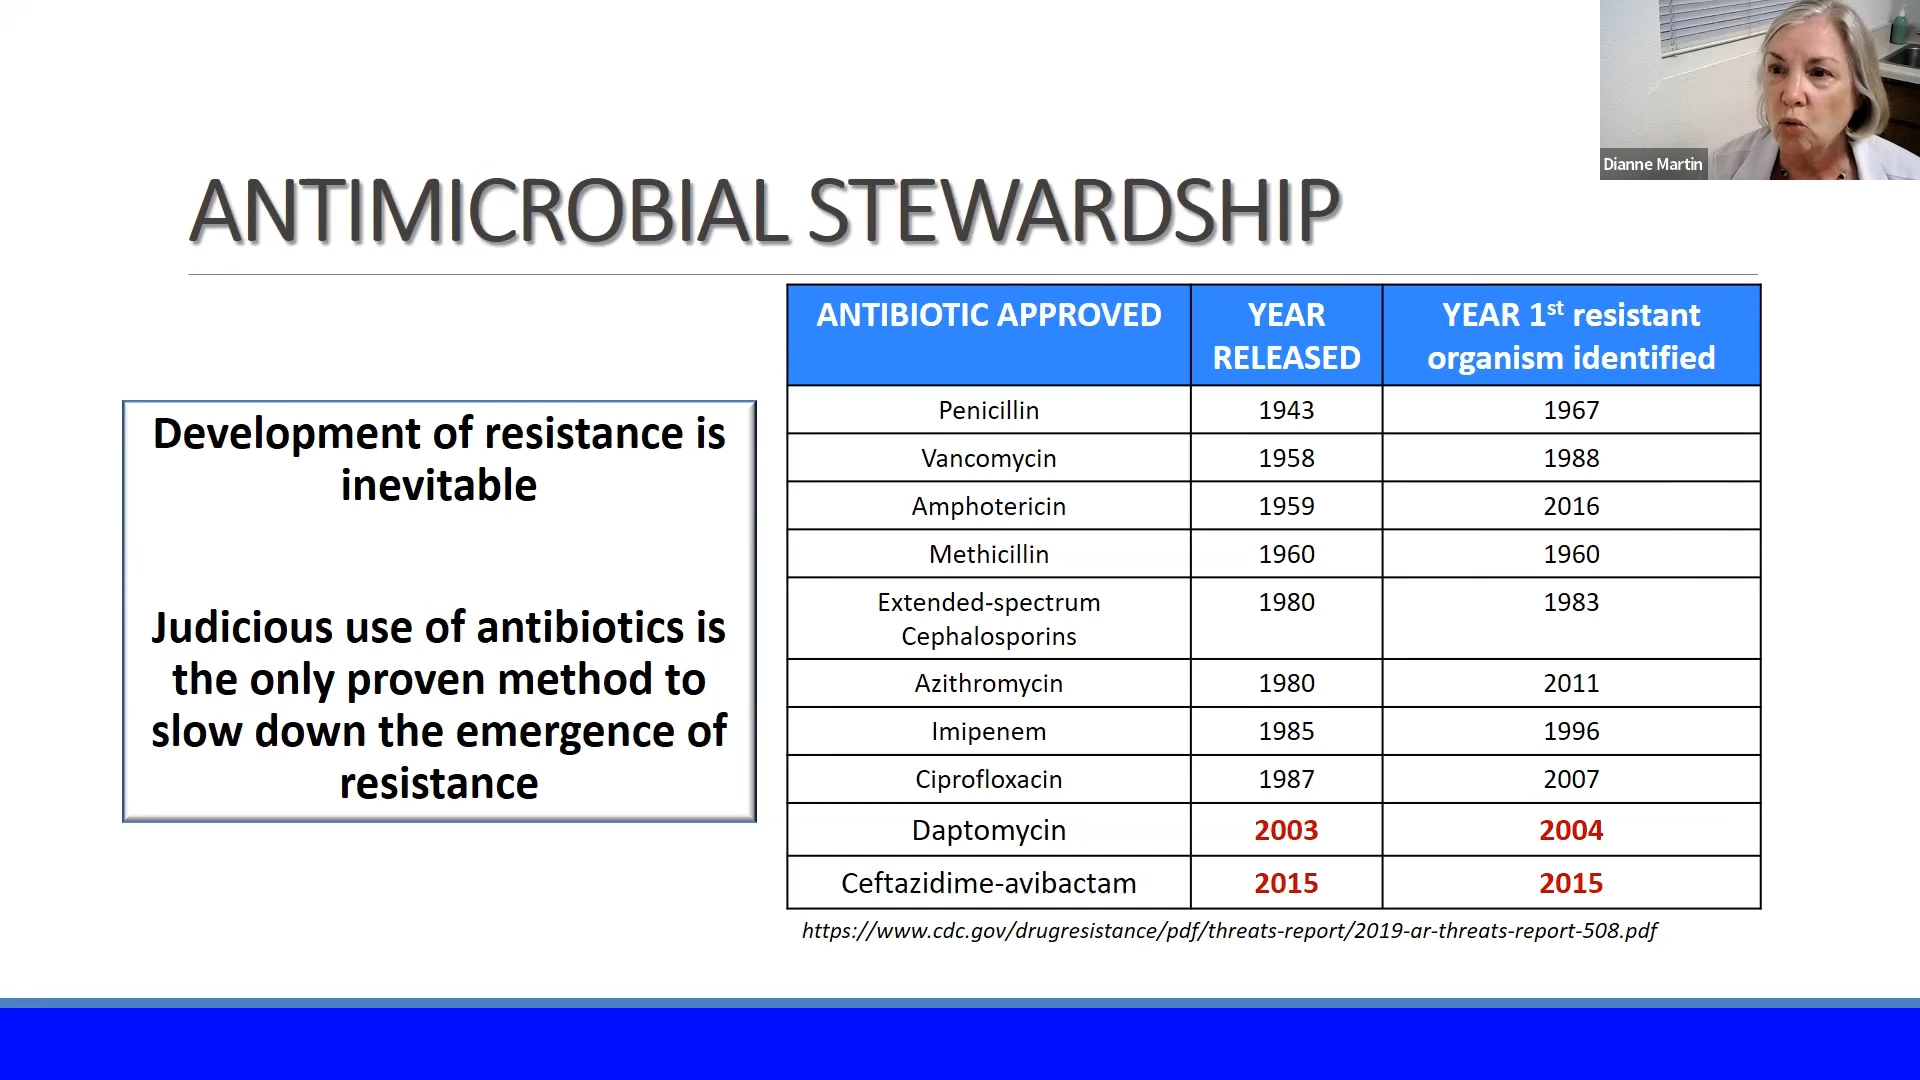 Dianne Martin
ANTIMICROBIAL STEWARDSHIP
Development of resistance is
inevitable
Judicious use of antibiotics is
the only proven method to
slow down the emergence of
resistance
ANTIBIOTIC APPROVED YEAR RELEASED YEAR 1st resistant organism identified
Penicillin 1943 1967
Vancomycin 1958 1988
Amphotericin 1959 2016
Methicillin 1960 1960
Extended-spectrum Cephalosporins 1980 1983
Azithromycin 1980 2011
Imipenem 1985 1996
Ciprofloxacin 1987 2007
Daptomycin 2003 2004
Ceftazidime-avibactam 2015 2015
https://www.cdc.gov/drugresistance/pdf/threats-report/2019-ar-threats-report-508.pdf